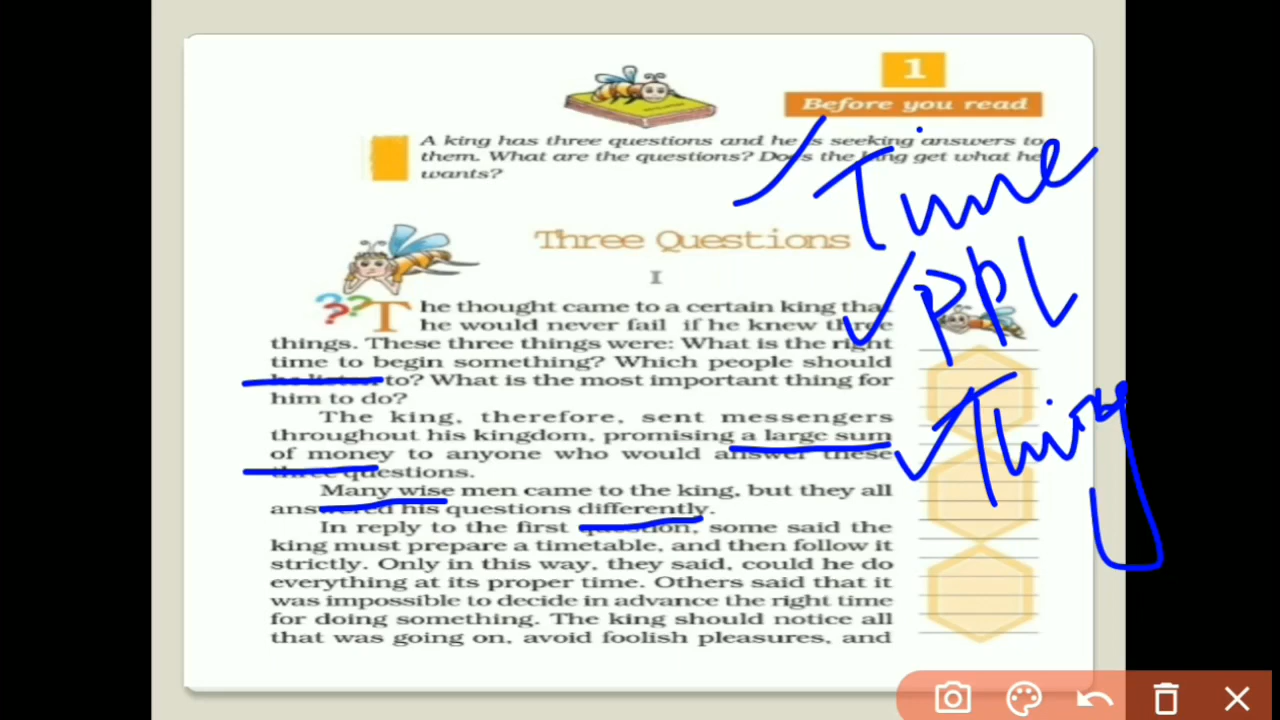 1
Before you read
A king has three questions and he is seeking answers to
them. What are the questions? Does the king get what he
wants?
Time
Three Questions
PPL
I
The thought came to a certain king that
he would never fail if he knew three
things. These three things were: What is the right
time to begin something? Which people should
he listen to? What is the most important thing for
him to do?
Thing
The king, therefore, sent messengers
throughout his kingdom, promising a large sum
of money to anyone who would answer these
three questions.
Many wise men came to the king, but they all
answered his questions differently.
In reply to the first question, some said the
king must prepare a timetable, and then follow it
strictly. Only in this way, they said, could he do
everything at its proper time. Others said that it
was impossible to decide in advance the right time
for doing something. The king should notice all
that was going on, avoid foolish pleasures, and